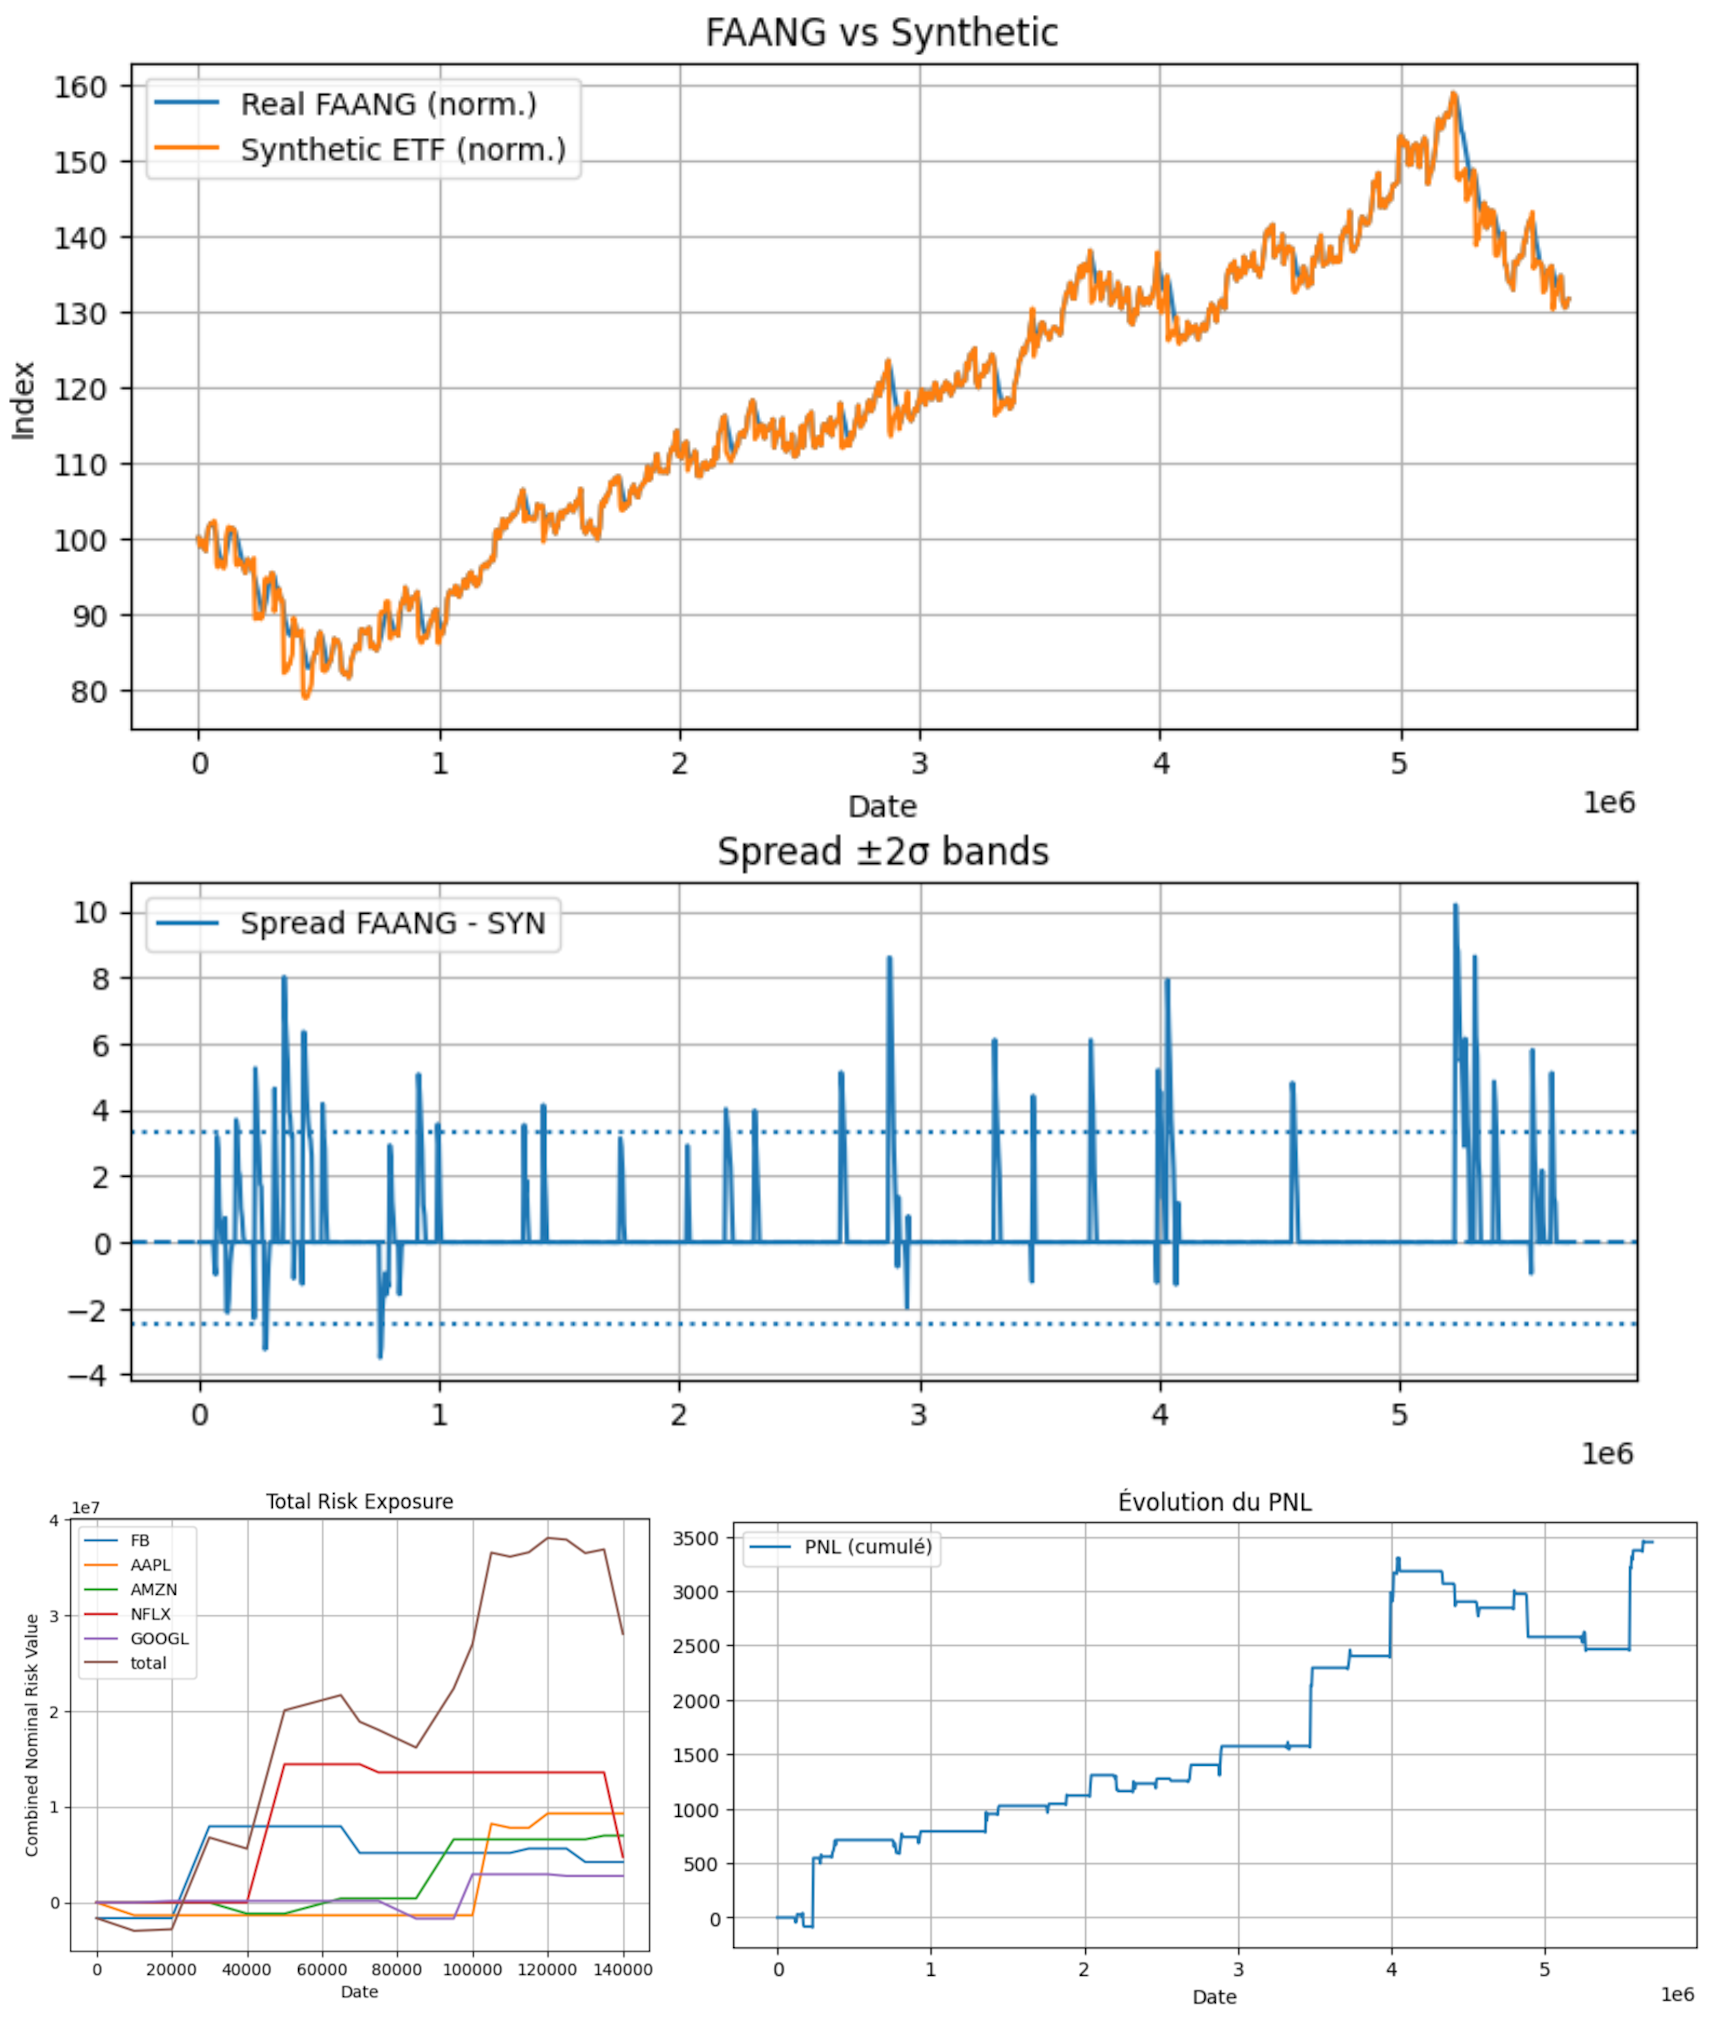 FAANG vs Synthetic
Real FAANG (norm.)
Synthetic ETF (norm.)
160
150
140
130
120
110
100
90
80
Index
0 1 2 3 4 5
1e6
Date
Spread ±2σ bands
Spread FAANG - SYN
10
8
6
4
2
0
−2
−4
0 1 2 3 4 5
1e6
Total Risk Exposure
1e7
FB
AAPL
AMZN
NFLX
GOOGL
total
4
3
2
1
0
Combined Nominal Risk Value
0 20000 40000 60000 80000 100000 120000 140000
Date
Évolution du PNL
PNL (cumulé)
3500
3000
2500
2000
1500
1000
500
0
0 1 2 3 4 5
1e6
Date